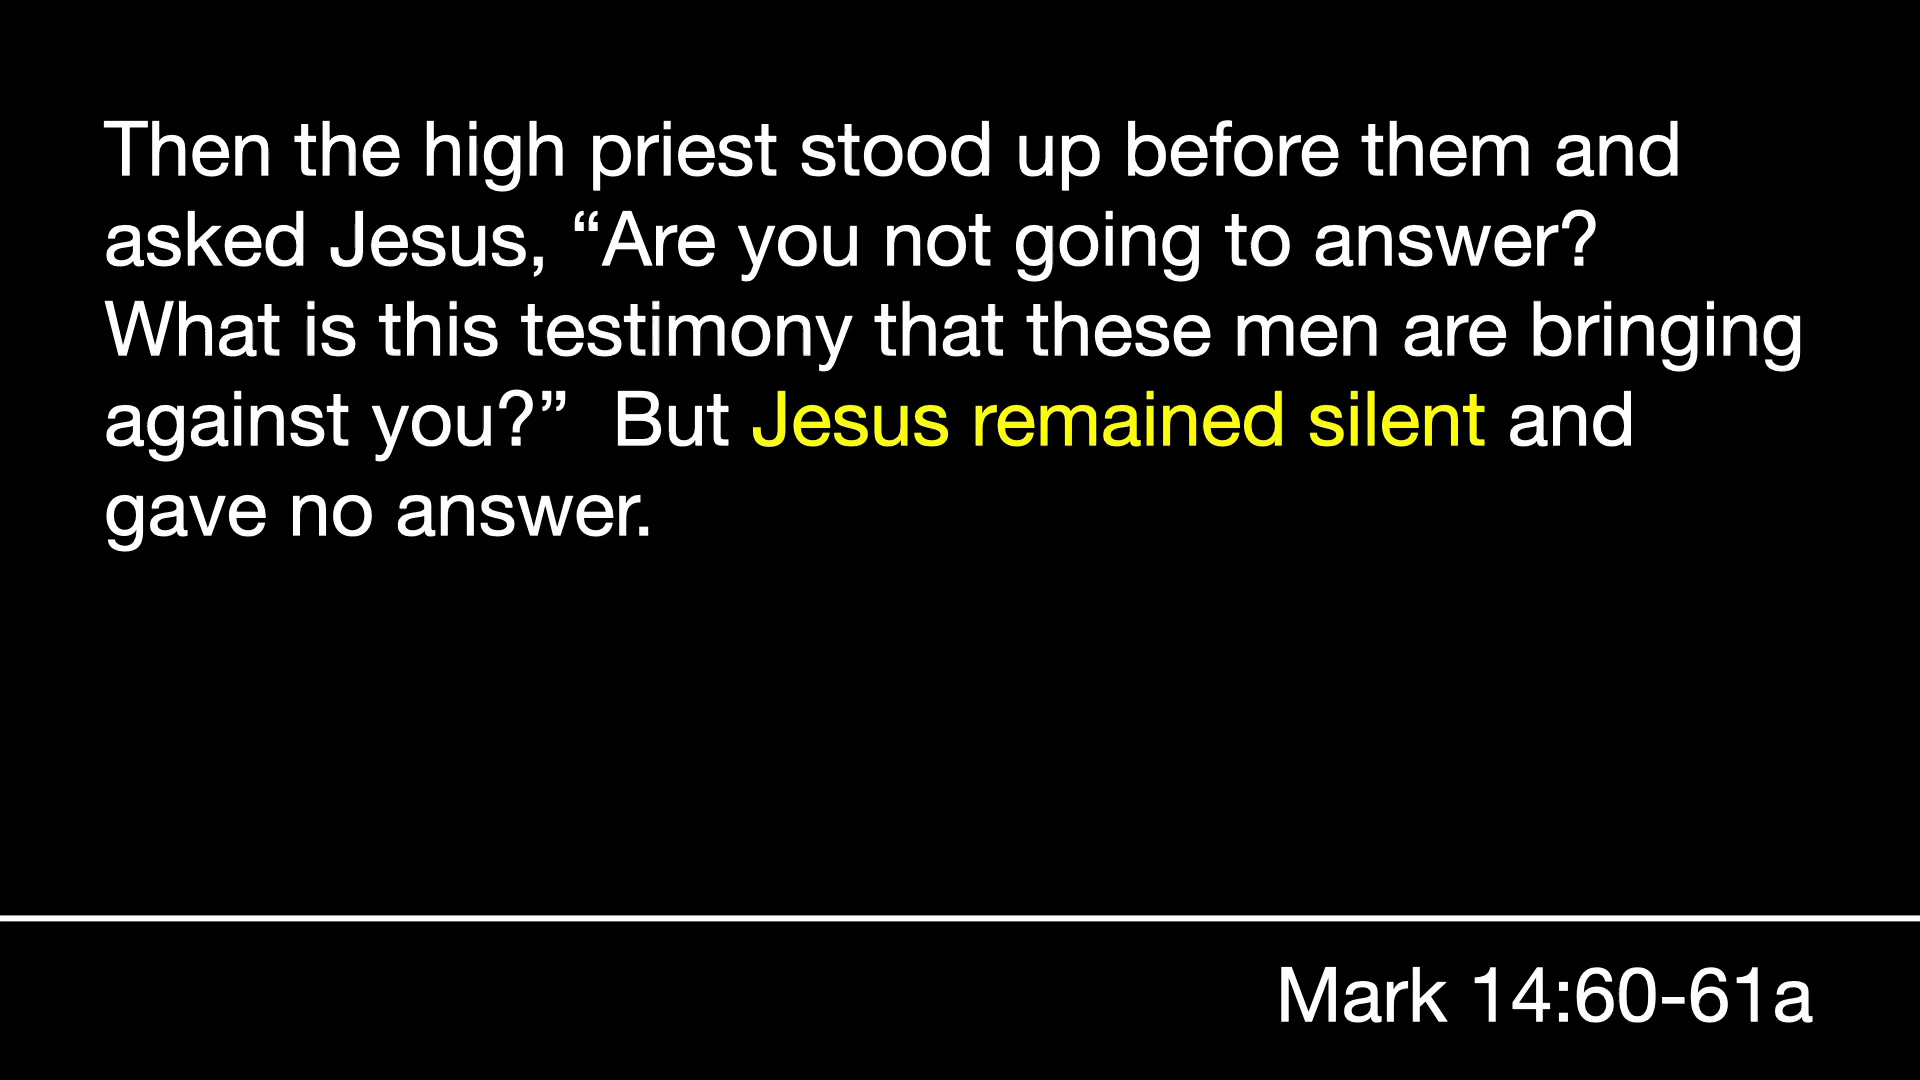 Then the high priest stood up before them and
asked Jesus, “Are you not going to answer?
What is this testimony that these men are bringing
against you?”  But Jesus remained silent and
gave no answer.
Mark 14:60-61a